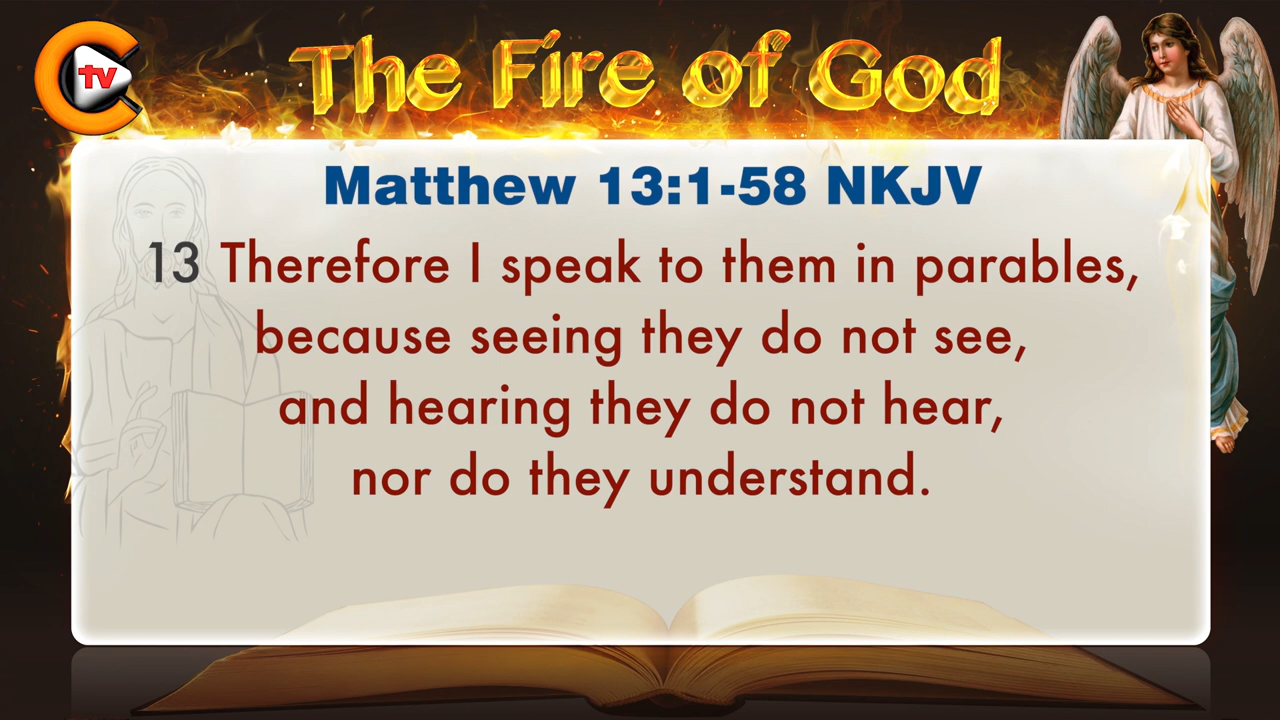 tv
The Fire of God
Matthew 13:1-58 NKJV
13 Therefore I speak to them in parables,
because seeing they do not see,
and hearing they do not hear,
nor do they understand.